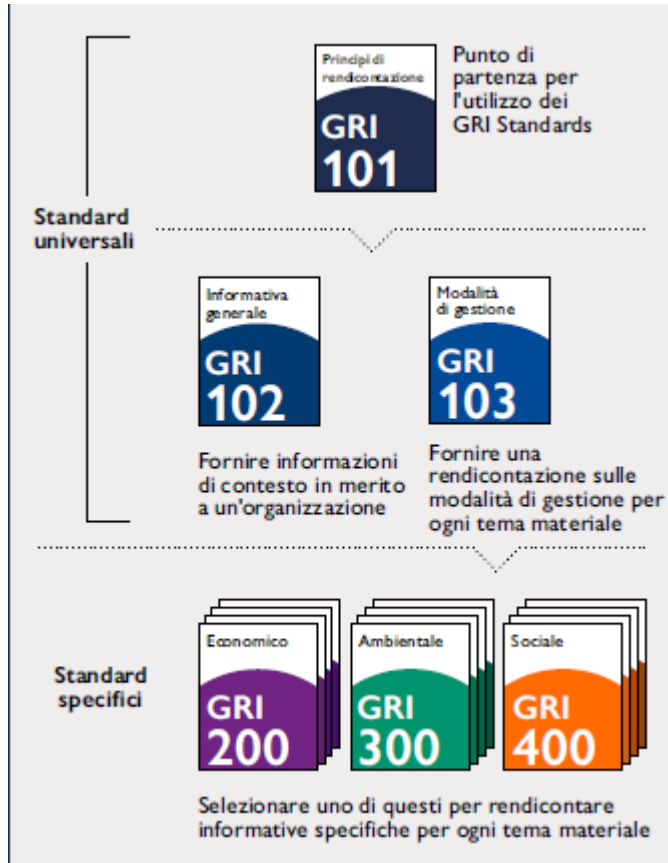 Principi di
rendicontazione
GRI
101
Punto di
partenza per
l'utilizzo dei
GRI Standards
Standard
universali
Informativa
generale
GRI
102
Modalità
di gestione
GRI
103
Fornire informazioni
di contesto in merito
a un'organizzazione
Fornire una
rendicontazione sulle
modalità di gestione per
ogni tema materiale
Standard
specifici
Economico
GRI
200
Ambientale
GRI
300
Sociale
GRI
400
Selezionare uno di questi per rendicontare
informative specifiche per ogni tema materiale